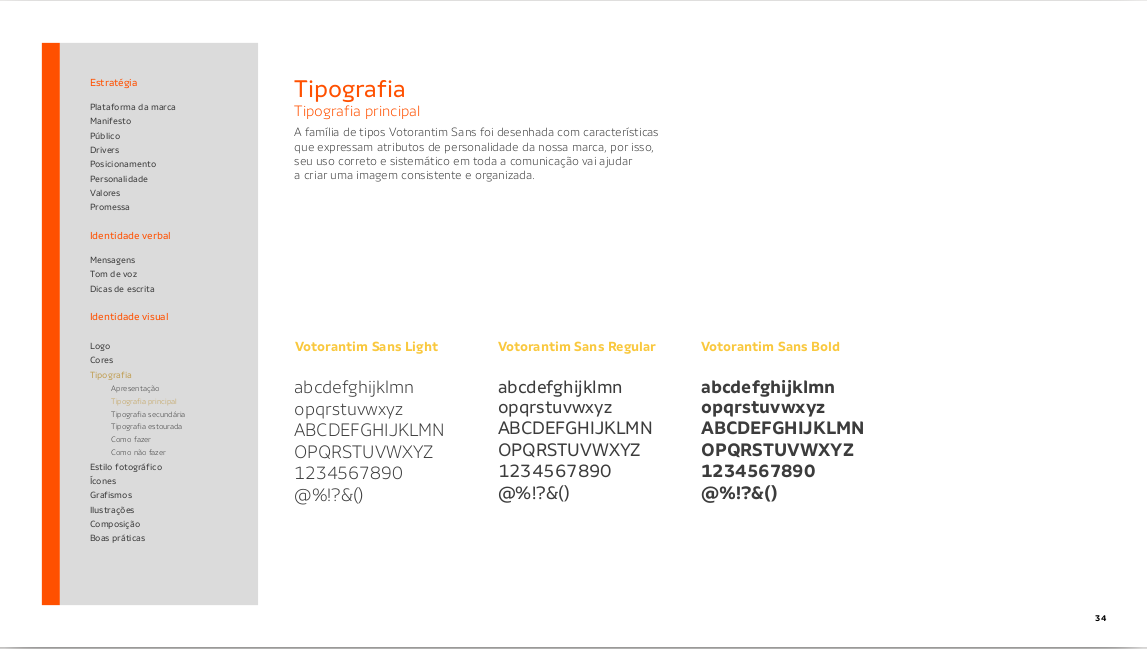 Estratégia
Plataforma da marca
Manifesto
Público
Drivers
Posicionamento
Personalidade
Valores
Promessa
Identidade verbal
Mensagens
Tom de voz
Dicas de escrita
Identidade visual
Logo
Cores
Tipografia
Apresentação
Tipografia principal
Tipografia secundária
Tipografia estourada
Como fazer
Como não fazer
Estilo fotográfico
Ícones
Grafismos
Ilustrações
Composição
Boas práticas
Tipografia
Tipografia principal
A família de tipos Votorantim Sans foi desenhada com características
que expressam atributos de personalidade da nossa marca, por isso,
seu uso correto e sistemático em toda a comunicação vai ajudar
a criar uma imagem consistente e organizada.
Votorantim Sans Light
abcdefghijklmn
opqrstuvwxyz
ABCDEFGHIJKLMN
OPQRSTUVWXYZ
1234567890
@%!?&()
Votorantim Sans Regular
abcdefghijklmn
opqrstuvwxyz
ABCDEFGHIJKLMN
OPQRSTUVWXYZ
1234567890
@%!?&()
Votorantim Sans Bold
abcdefghijklmn
opqrstuvwxyz
ABCDEFGHIJKLMN
OPQRSTUVWXYZ
1234567890
@%!?&()
34